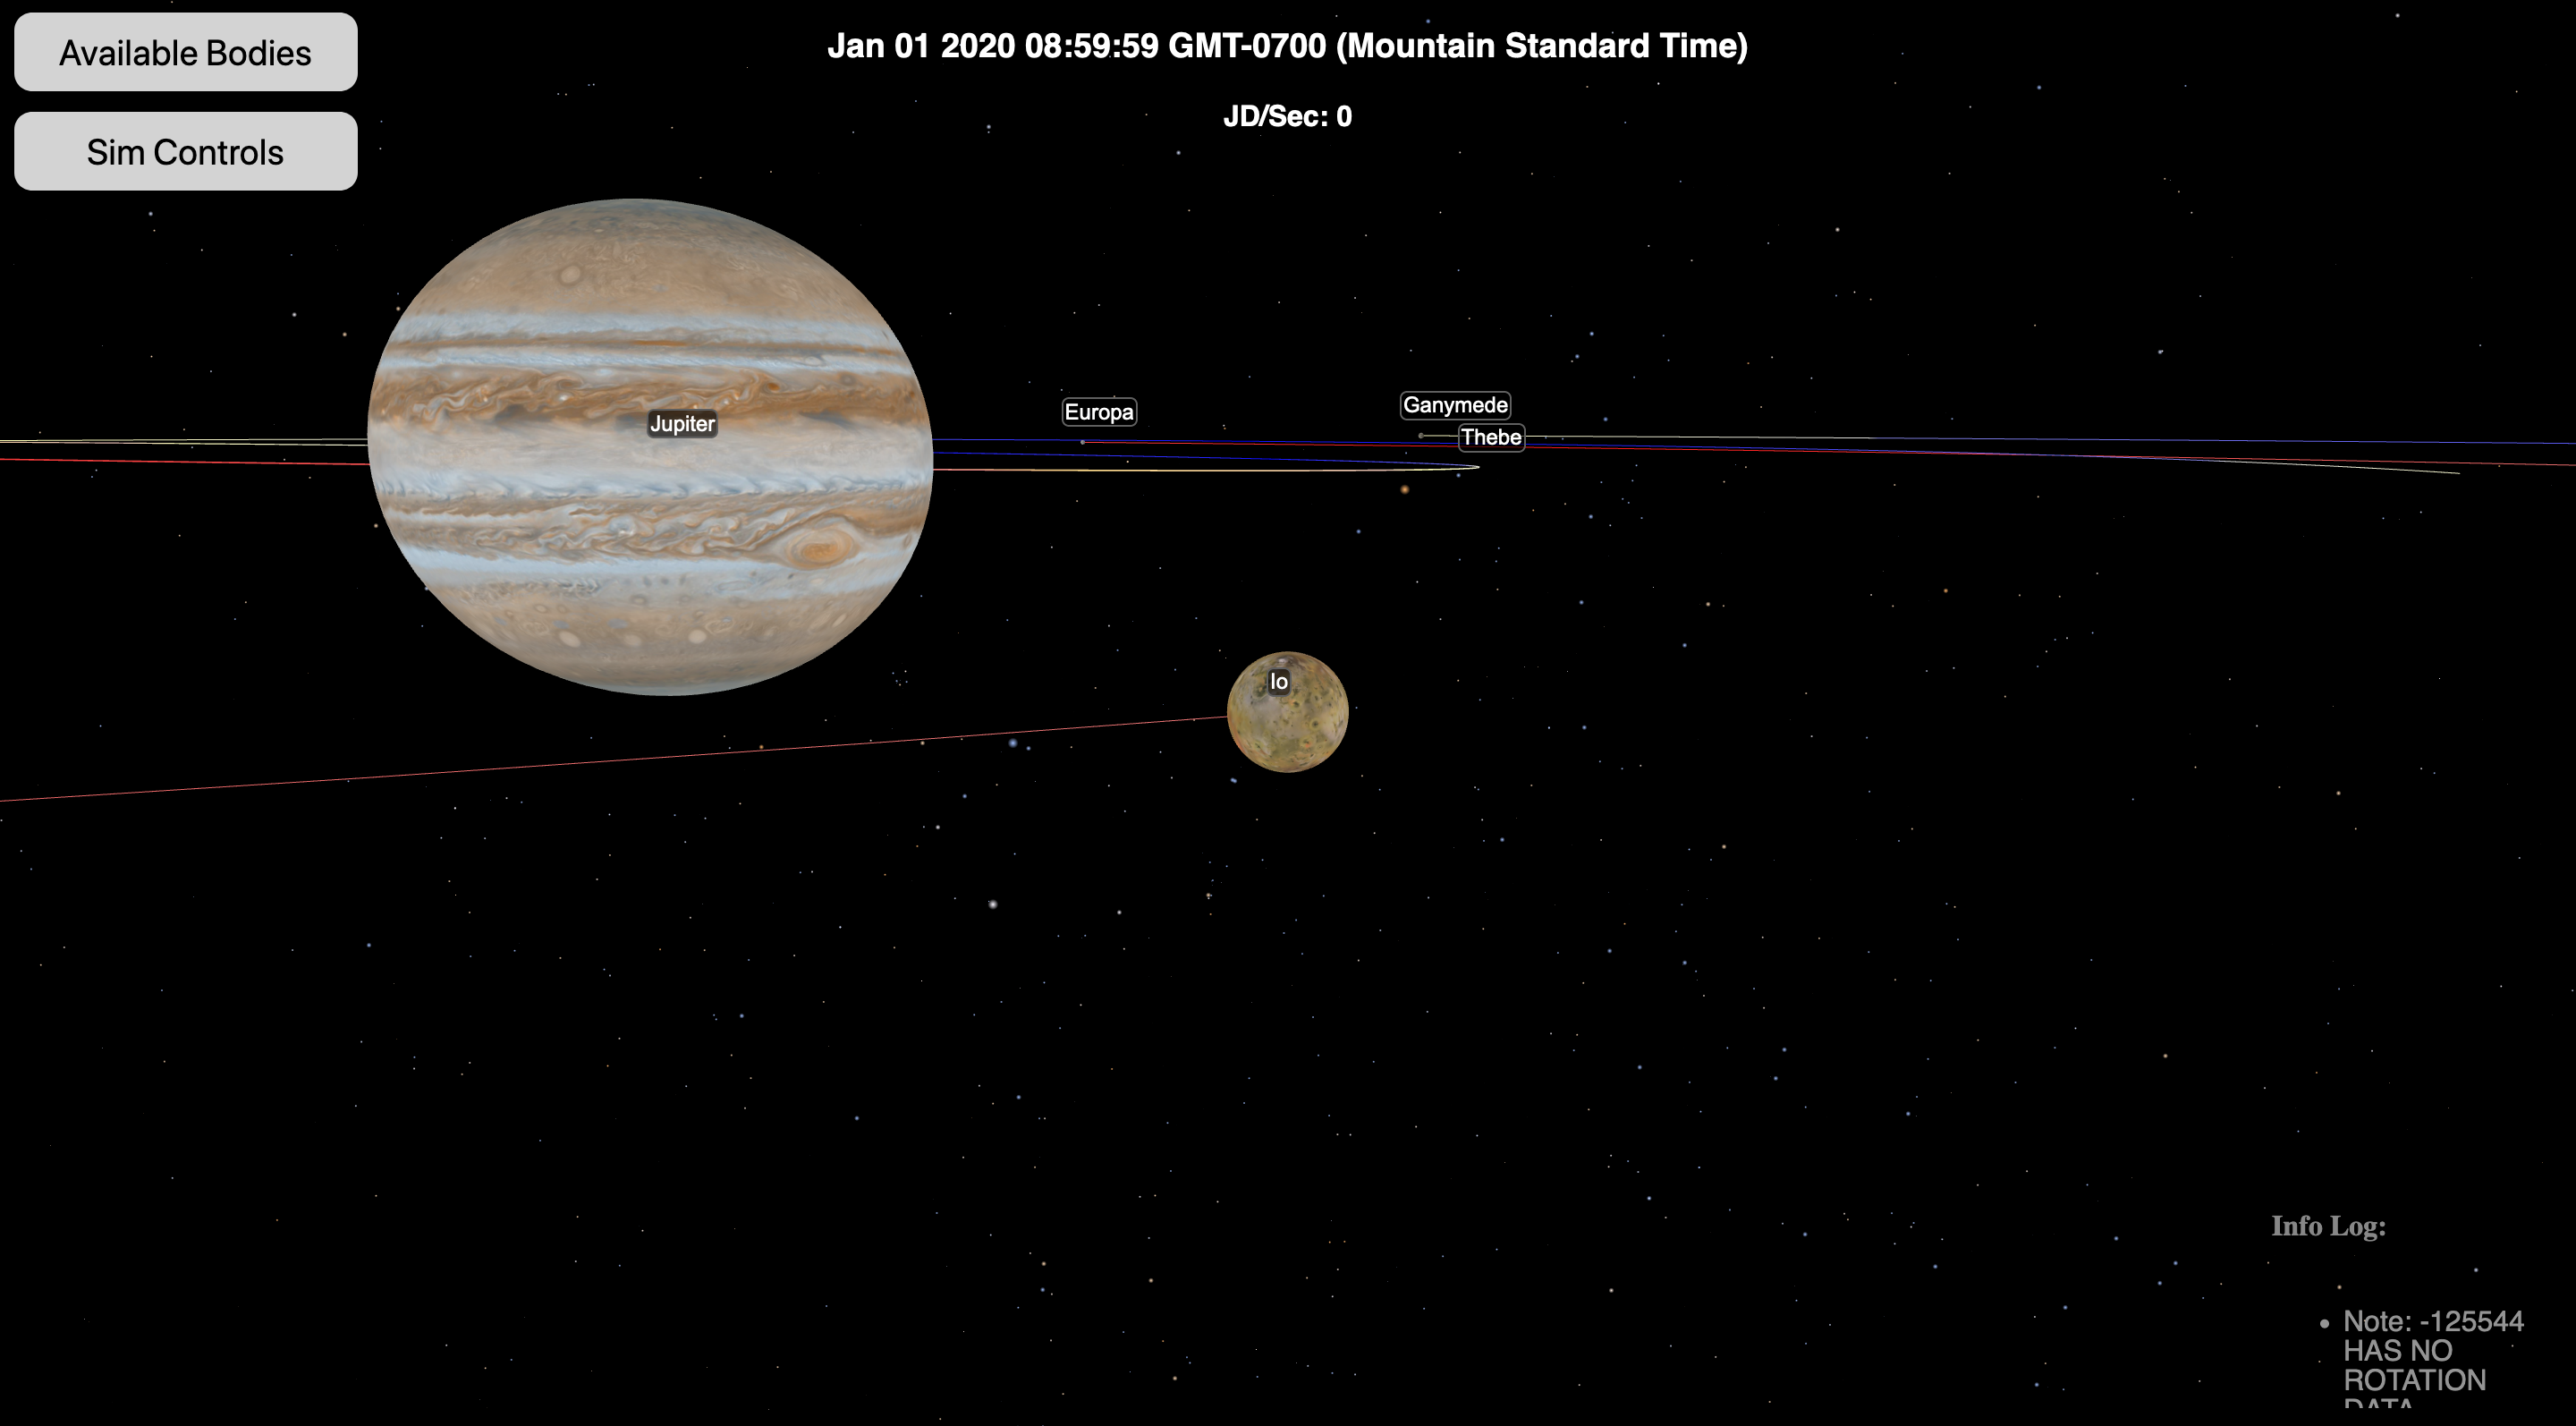 Available Bodies
Sim Controls
Jan 01 2020 08:59:59 GMT-0700 (Mountain Standard Time)
JD/Sec: 0
Jupiter
Europa
Ganymede
Thebe
Io
Info Log:
Note: -125544
HAS NO
ROTATION
DATA